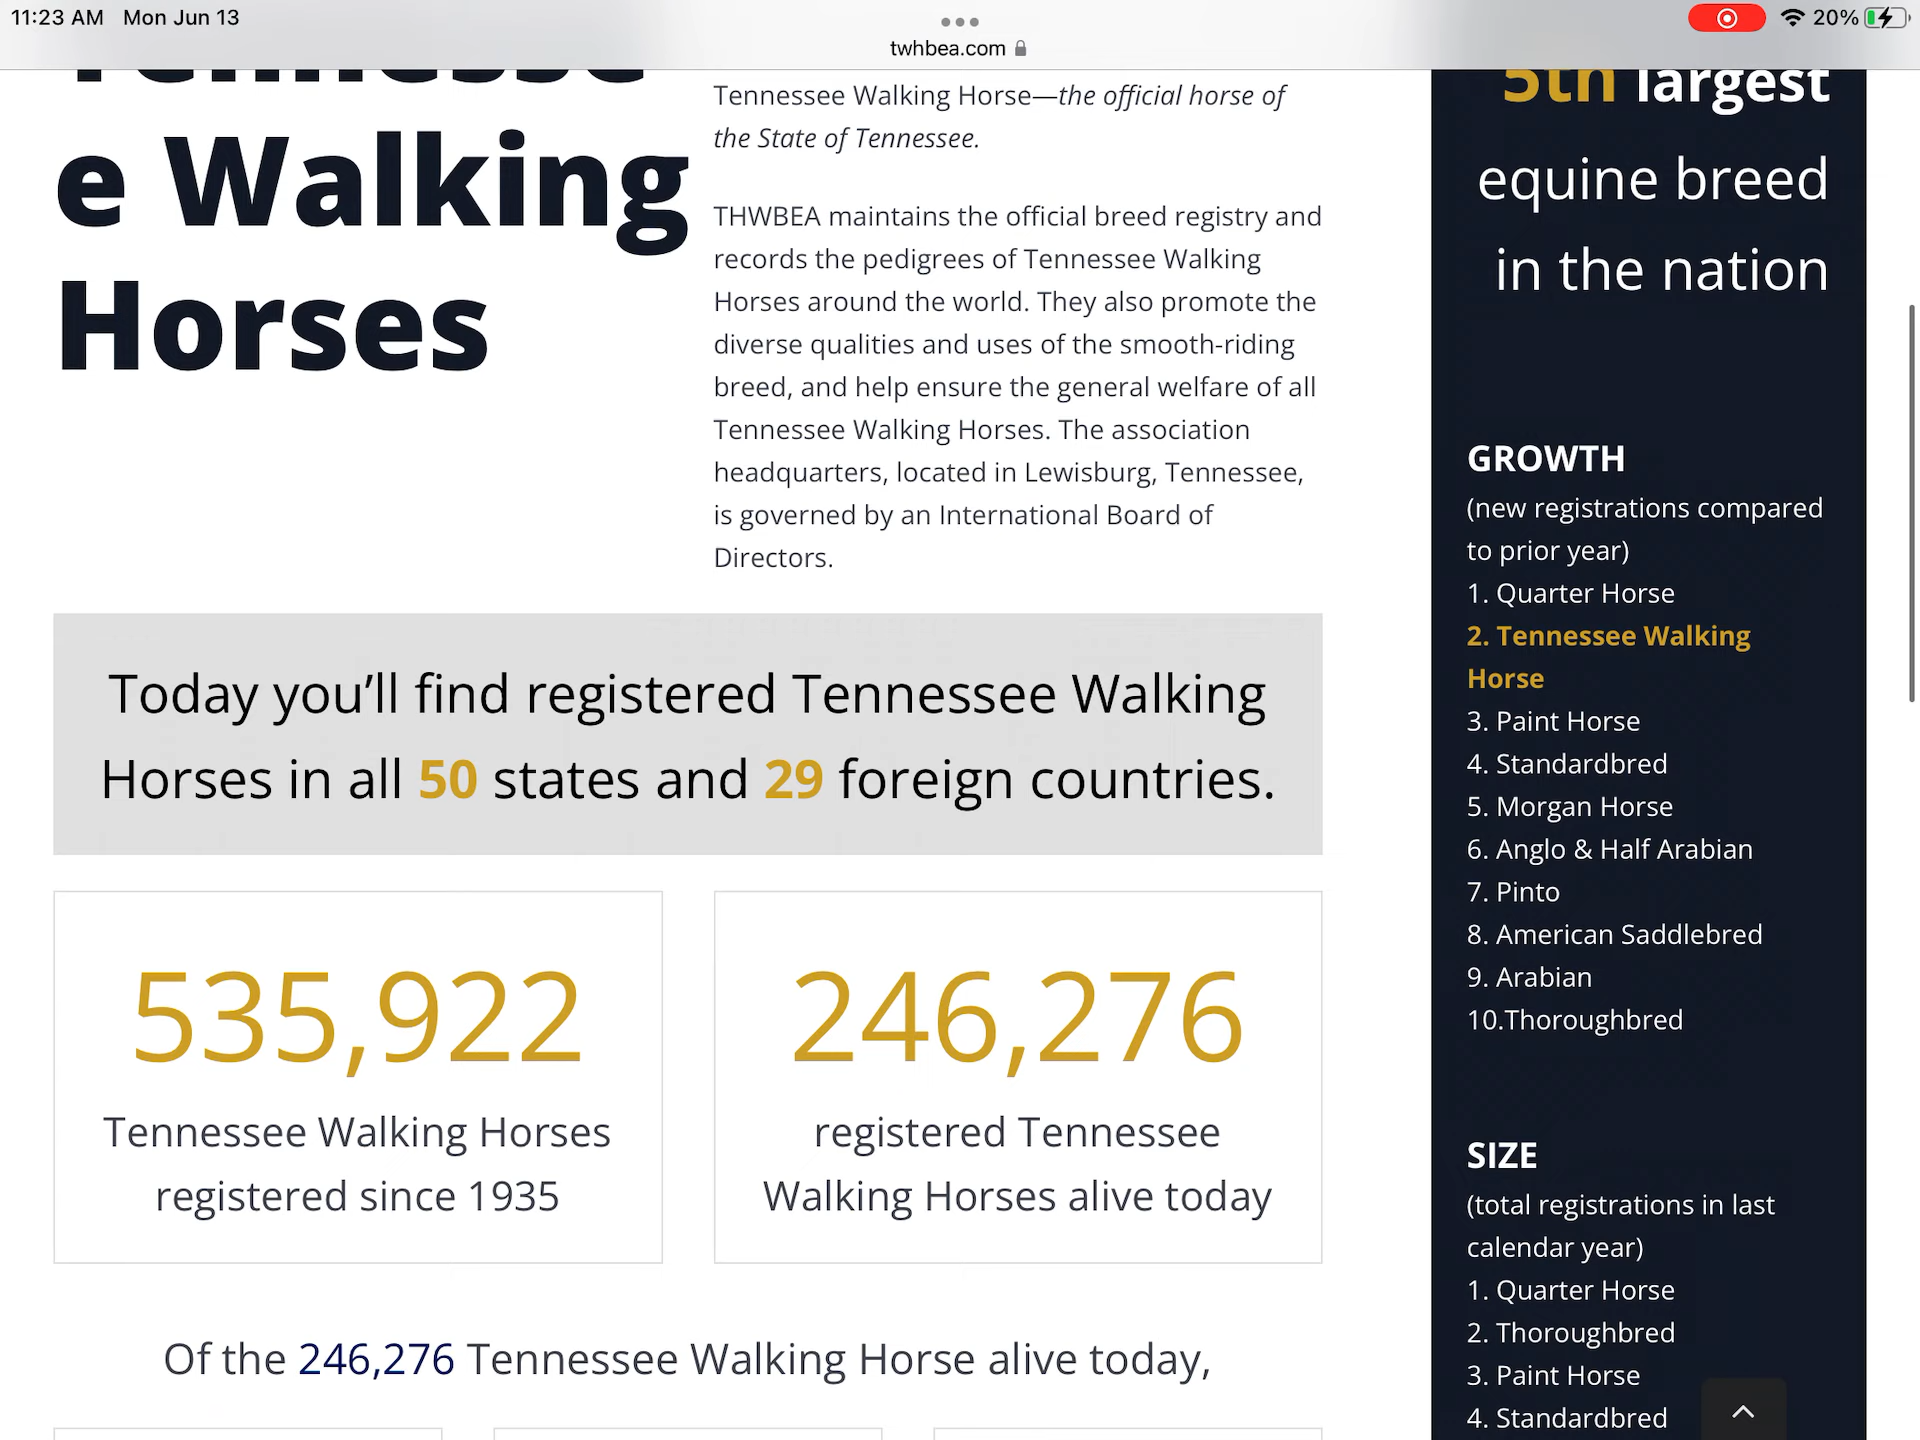 11:23 AM Mon Jun 13
20%
twhbea.com
Tennesse
e Walking
Horses
Tennessee Walking Horse—the official horse of
the State of Tennessee.
THWBEA maintains the official breed registry and
records the pedigrees of Tennessee Walking
Horses around the world. They also promote the
diverse qualities and uses of the smooth-riding
breed, and help ensure the general welfare of all
Tennessee Walking Horses. The association
headquarters, located in Lewisburg, Tennessee,
is governed by an International Board of
Directors.
Today you’ll find registered Tennessee Walking
Horses in all 50 states and 29 foreign countries.
535,922
Tennessee Walking Horses
registered since 1935
246,276
registered Tennessee
Walking Horses alive today
Of the 246,276 Tennessee Walking Horse alive today,
5th largest
equine breed
in the nation
GROWTH
(new registrations compared
to prior year)
1. Quarter Horse
2. Tennessee Walking
Horse
3. Paint Horse
4. Standardbred
5. Morgan Horse
6. Anglo & Half Arabian
7. Pinto
8. American Saddlebred
9. Arabian
10.Thoroughbred
SIZE
(total registrations in last
calendar year)
1. Quarter Horse
2. Thoroughbred
3. Paint Horse
4. Standardbred